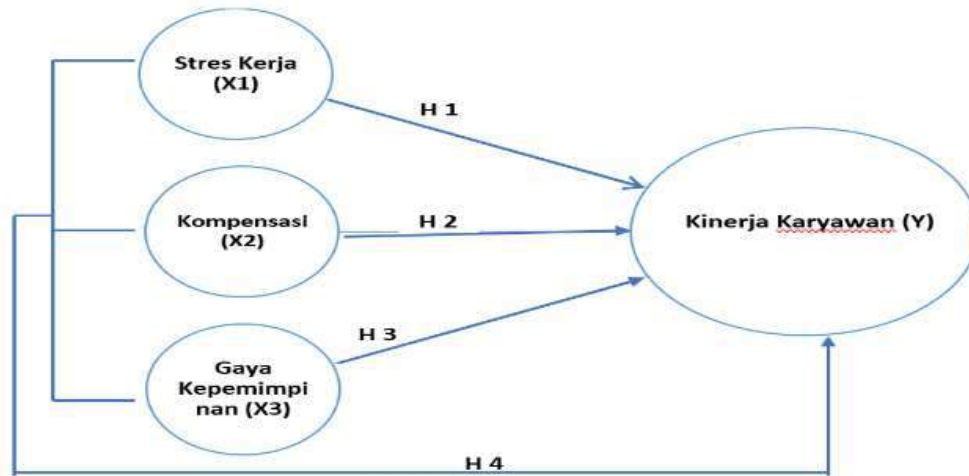 Stres Kerja
(X1)
H 1
Kompensasi
(X2)
H 2
Kinerja Karyawan (Y)
H 3
Gaya
Kepemimpi
nan (X3)
H 4